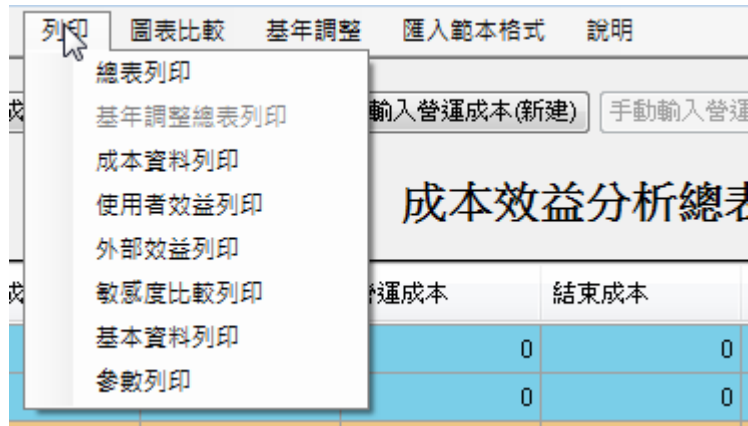 列印 圖表比較 基年調整 匯入範本格式 說明
總表列印
基年調整總表列印
成本資料列印
使用者效益列印
外部效益列印
敏感度比較列印
基本資料列印
參數列印
輸入營運成本(新建) 手動輸入營運
成本效益分析總表
營運成本 結束成本
0 0
0 0